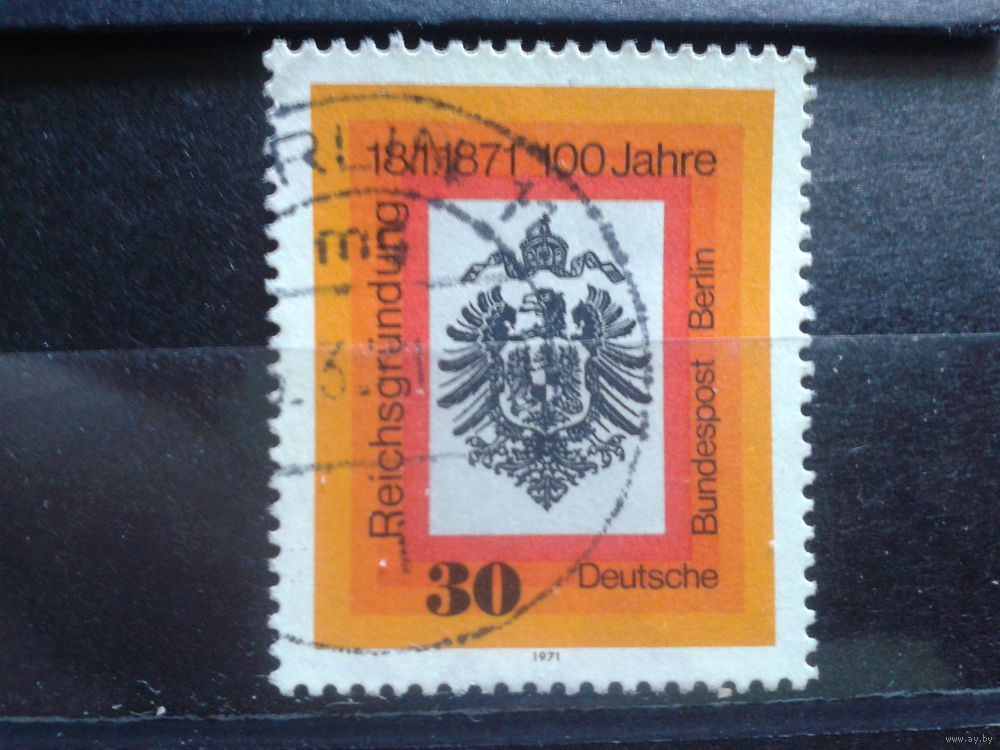 18.1.1871 100 Jahre
Reichsgründung
30
Deutsche
Bundespost Berlin
1971
www.ay.by